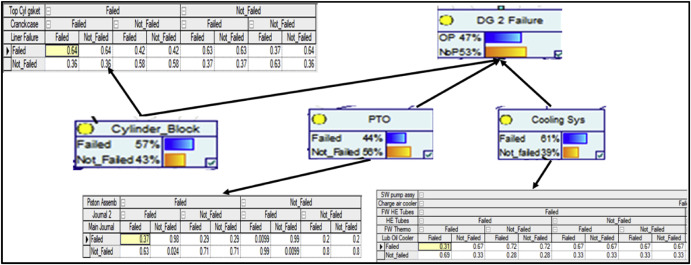 Top Cyl gsket Failed Not_Failed
Cranckcase Failed Not_Failed Failed Not_Failed
Liner Failure Failed Not_Failed Failed Not_Failed Failed Not_Failed Failed Not_Failed
Failed 0.64 0.64 0.42 0.42 0.63 0.63 0.37 0.64
Not_Failed 0.36 0.36 0.58 0.58 0.37 0.37 0.63 0.36
DG 2 Failure
OP 47%
NoP53%
Cylinder_Block
Failed 57%
Not_Failed 43%
PTO
Failed 44%
Not_Failed 56%
Cooling Sys
Failed 61%
Not_failed 39%
Piston Assemb Failed Not_Failed
Journal 2 Failed Not_Failed Failed Not_Failed
Main Journal Failed Not_Failed Failed Not_Failed Failed Not_Failed Failed Not_Failed
Failed 0.37 0.98 0.29 0.29 0.0099 0.99 0.2 0.2
Not_Failed 0.63 0.024 0.71 0.71 0.99 0.0099 0.8 0.8
SW pump assy
Charge air cooler
FW HE Tubes Failed
HE Tubes Failed Not_Failed
FW Thermo Failed Not_Failed Failed Not_Failed
Lub Oil Cooler Failed Not_Failed Failed Not_Failed Failed Not_Failed Failed Not_Failed
Failed 0.31 0.67 0.72 0.72 0.67 0.67 0.67 0.67
Not_failed 0.69 0.33 0.28 0.28 0.33 0.33 0.33 0.33